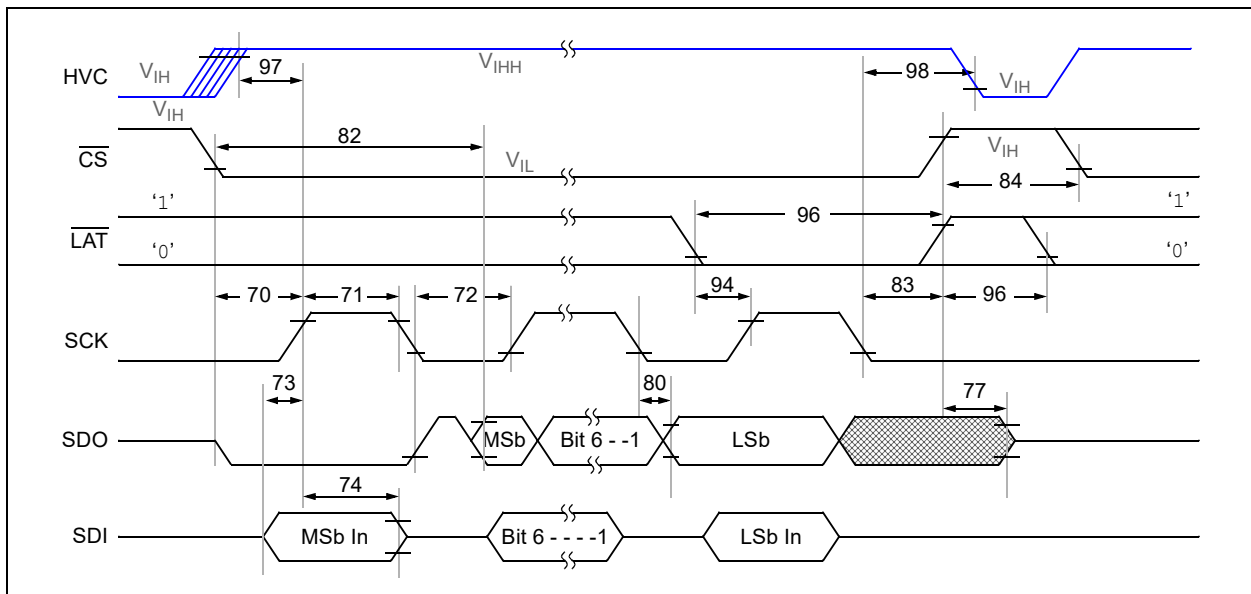 HVC
V_IH
V_IH
97
V_IHH
98
V_IH
CS
82
V_IL
V_IH
84
LAT
'1'
'0'
96
'1'
'0'
70
71
72
94
83
96
SCK
73
80
77
SDO
MSb
Bit 6 - -1
LSb
74
SDI
MSb In
Bit 6 - - - -1
LSb In